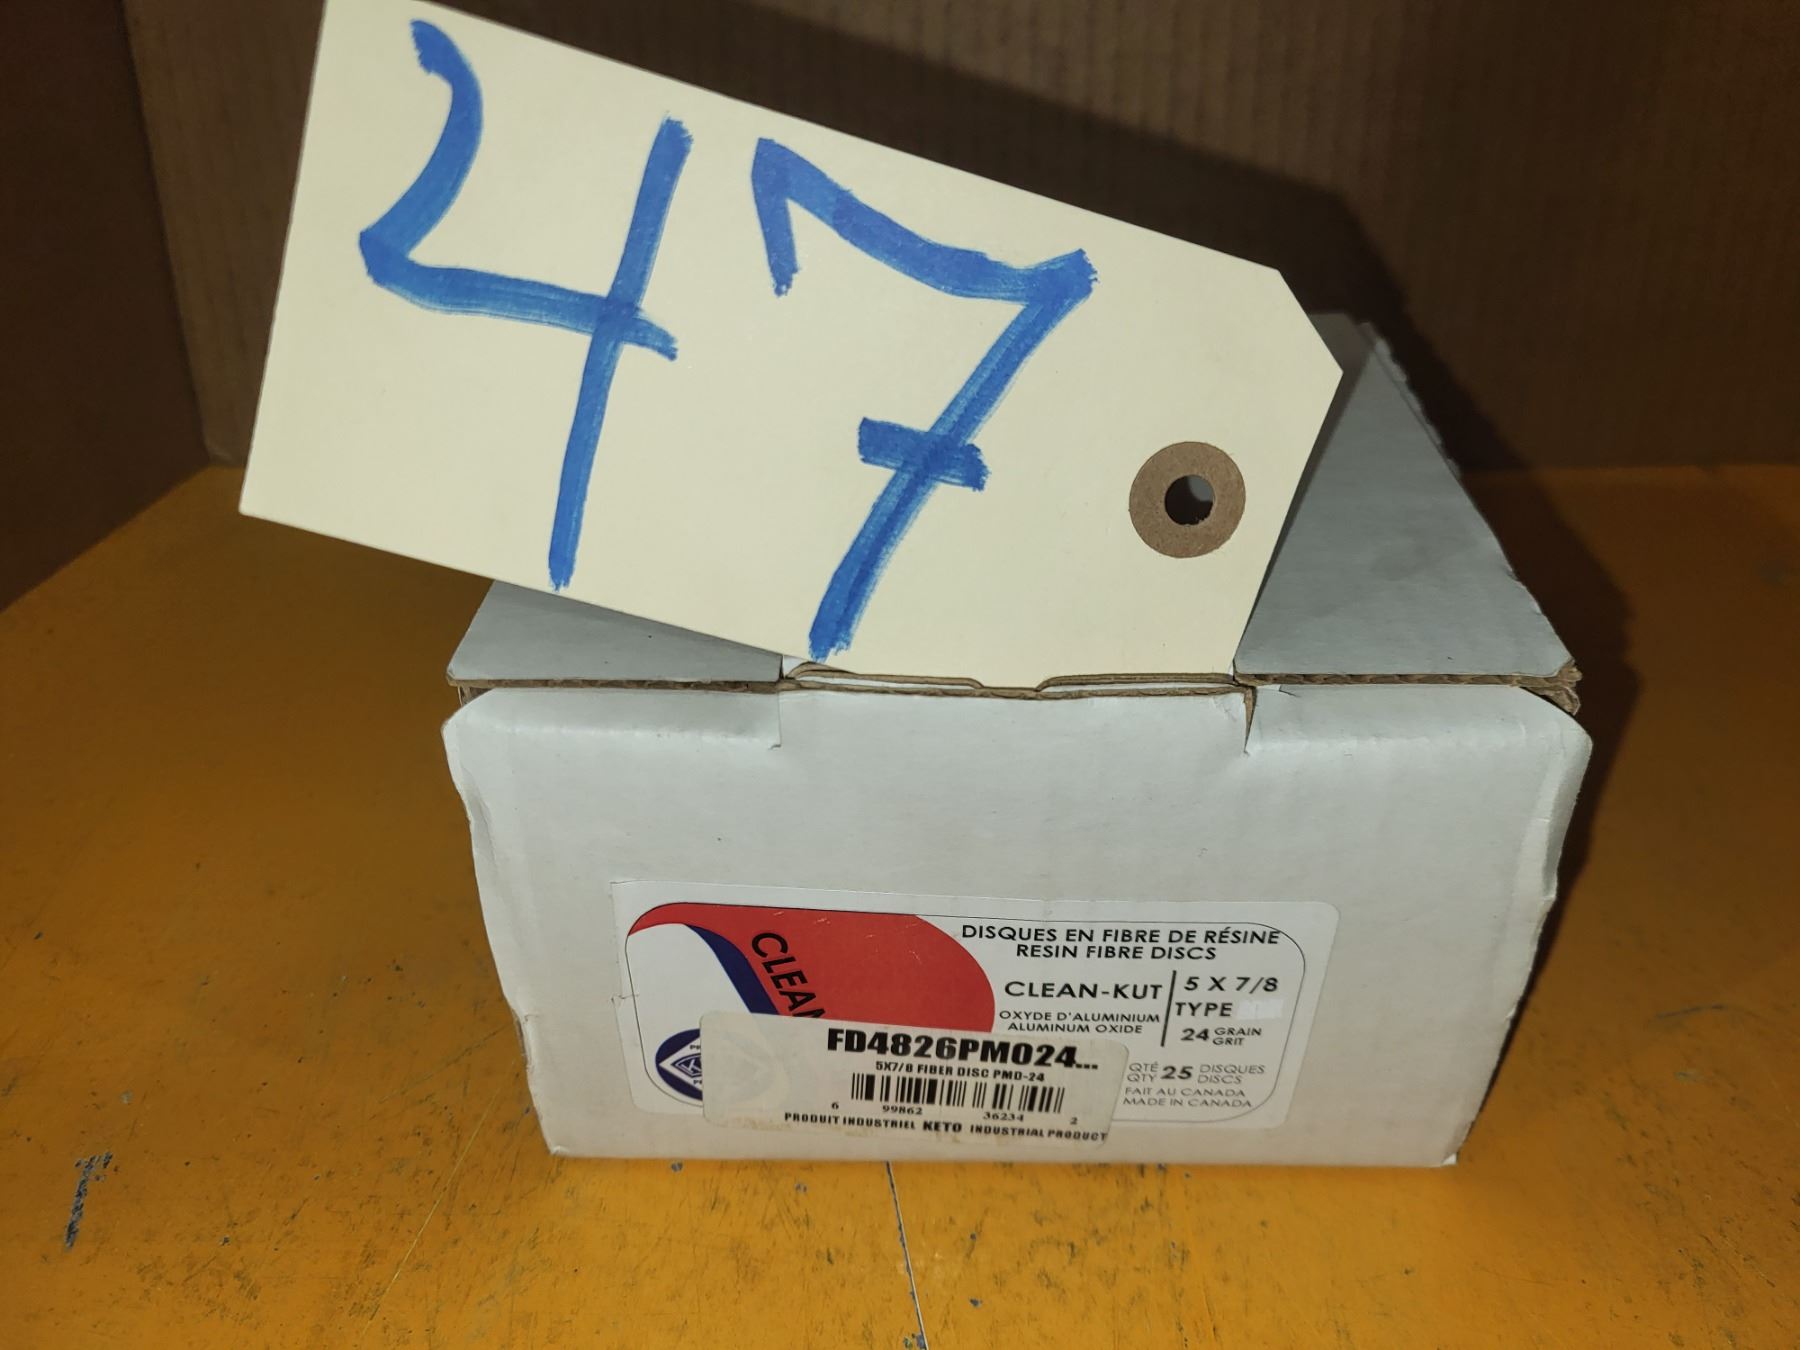 47
DISQUES EN FIBRE DE RÉSINE
RESIN FIBRE DISCS
CLEAN
CLEAN-KUT
5 X 7/8
TYPE
OXYDE D'ALUMINIUM
ALUMINUM OXIDE
24 GRAIN
GRIT
QTÉ
QTY 25 DISQUES
DISCS
FAIT AU CANADA
MADE IN CANADA
FD4826PM024...
5X7/8 FIBER DISC PMD-24
6 99862 36234 2
PRODUIT INDUSTRIEL KETO INDUSTRIAL PRODUCT